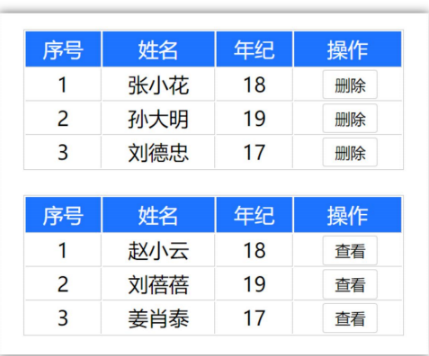 序号 姓名 年纪 操作
1 张小花 18 删除
2 孙大明 19 删除
3 刘德忠 17 删除
序号 姓名 年纪 操作
1 赵小云 18 查看
2 刘蓓蓓 19 查看
3 姜肖泰 17 查看